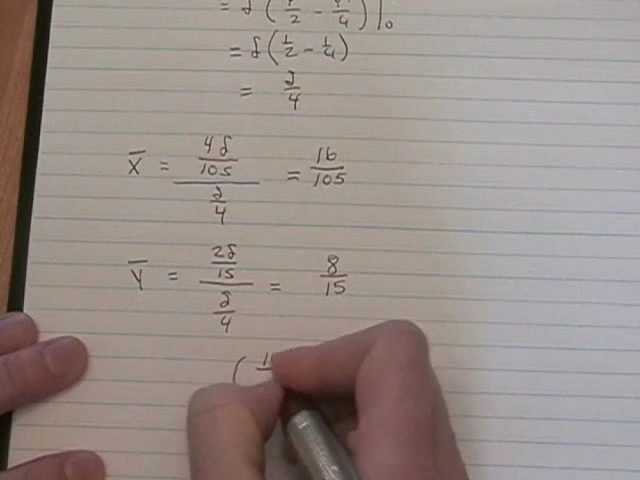 = δ(1/2 - 1/4)
= δ/4
X̄ = (4δ/105)/(δ/4) = 16/105
Ȳ = (2δ/15)/(δ/4) = 8/15
(